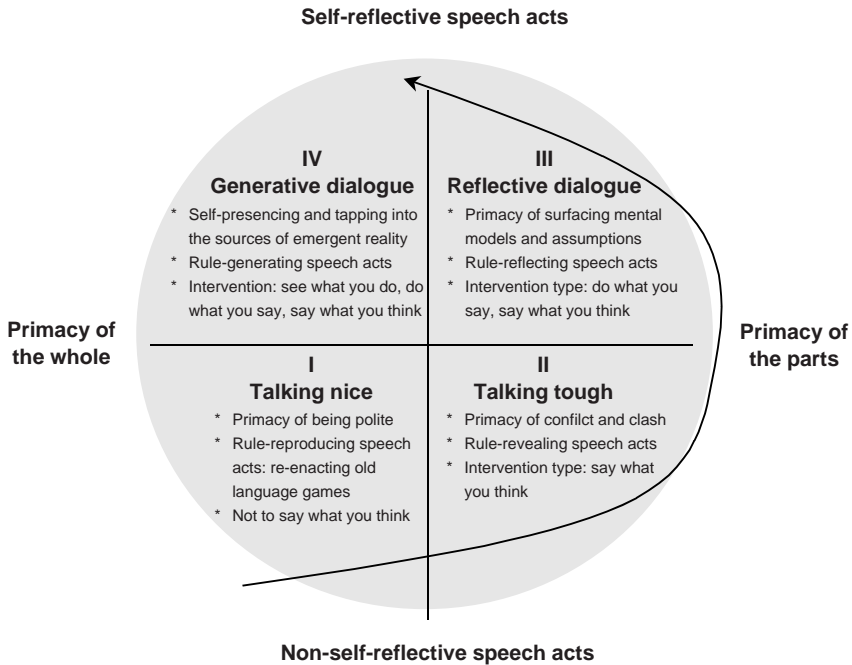 Self-reflective speech acts
IV
Generative dialogue
* Self-presencing and tapping into
the sources of emergent reality
* Rule-generating speech acts
* Intervention: see what you do, do
what you say, say what you think
III
Reflective dialogue
* Primacy of surfacing mental
models and assumptions
* Rule-reflecting speech acts
* Intervention type: do what you
say, say what you think
Primacy of
the whole
Primacy of
the parts
I
Talking nice
* Primacy of being polite
* Rule-reproducing speech
acts: re-enacting old
language games
* Not to say what you think
II
Talking tough
* Primacy of confilct and clash
* Rule-revealing speech acts
* Intervention type: say what
you think
Non-self-reflective speech acts